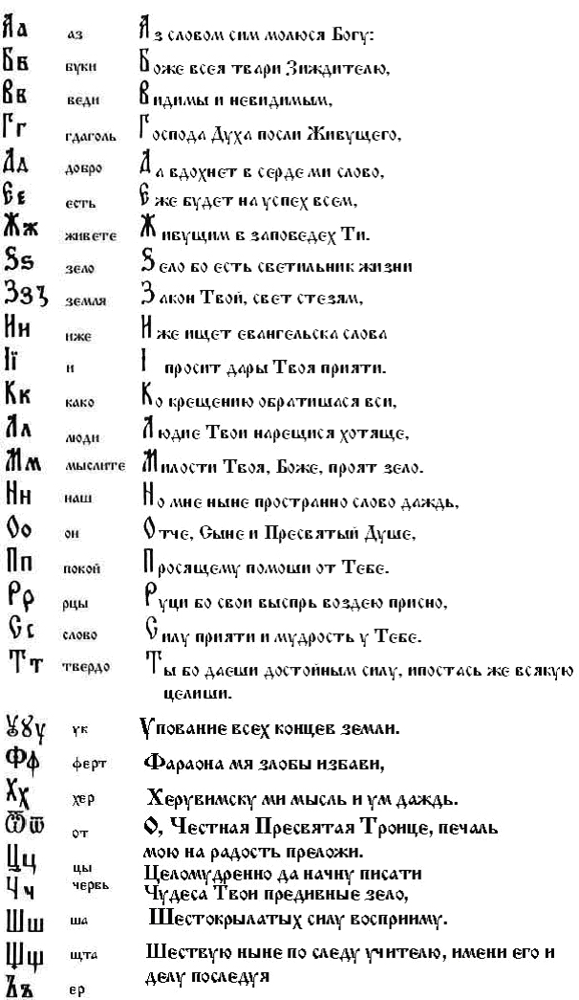 Аа аз Аз словом сим молюся Богу:
Бв буки Боже всея твари Зиждителю,
Вв веди Видимы и невидимым,
Гг гдаголь Господа Духа посли Живущего,
Дд добро Да вдохнет в сердеми слово,
Єє есть Єже будет на успех всем,
Жж живете Живущим в заповедех Ти.
Ѕѕ зело Ѕело бо есть светильник жизни
ЗзЪ земля Закон Твой, свет стезям,
Ии иже Иже ищет евангельска слова
Ії и І просит дары Твоя прияти.
Кк како Ко крещению обратишася вси,
Лл люди Людие Твои нарещися хотяще,
Мм мыслите Милости Твоя, Боже, проят зело.
Нн наш Но мне ныне пространно слово даждь,
Оо он Отче, Сыне и Пресвятый Душе,
Пп покой Просящему помоши от Тебе.
Рр рцы Руци бо свои выспрь воздею присно,
Сс слово Силу прияти и мудрость у Тебе.
Тт твердо Ты бо даеши достойным силу, ипостась же всякую
целиши.
Ѹȣу ук Упование всех концев земли.
Фф ферт Фараона мя злобы избави,
Хх хер Херувимску ми мысль и ум даждь.
Ѿѿ от О, Честная Пресвятая Троице, печаль
мою на радость преложи.
Цц цы Целомудренно да начну писати
Чч червь Чудеса Твои предивные зело,
Шш ша Шестокрылатых силу восприиму.
Щщ щта Шествую ныне по следу учителю, имени его и
делу последуя
Ъъ ер